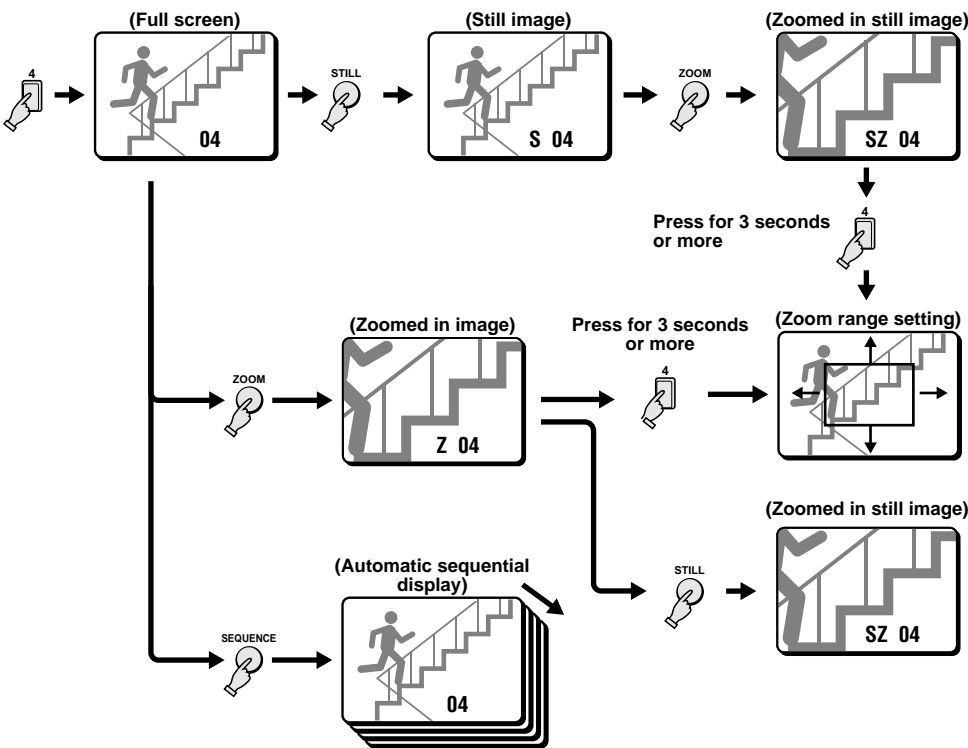 (Full screen)
(Still image)
(Zoomed in still image)
4
STILL
ZOOM
04
S 04
SZ 04
4
Press for 3 seconds
or more
(Zoomed in image)
Press for 3 seconds
or more
(Zoom range setting)
ZOOM
4
Z 04
(Zoomed in still image)
(Automatic sequential
display)
STILL
SEQUENCE
SZ 04
04